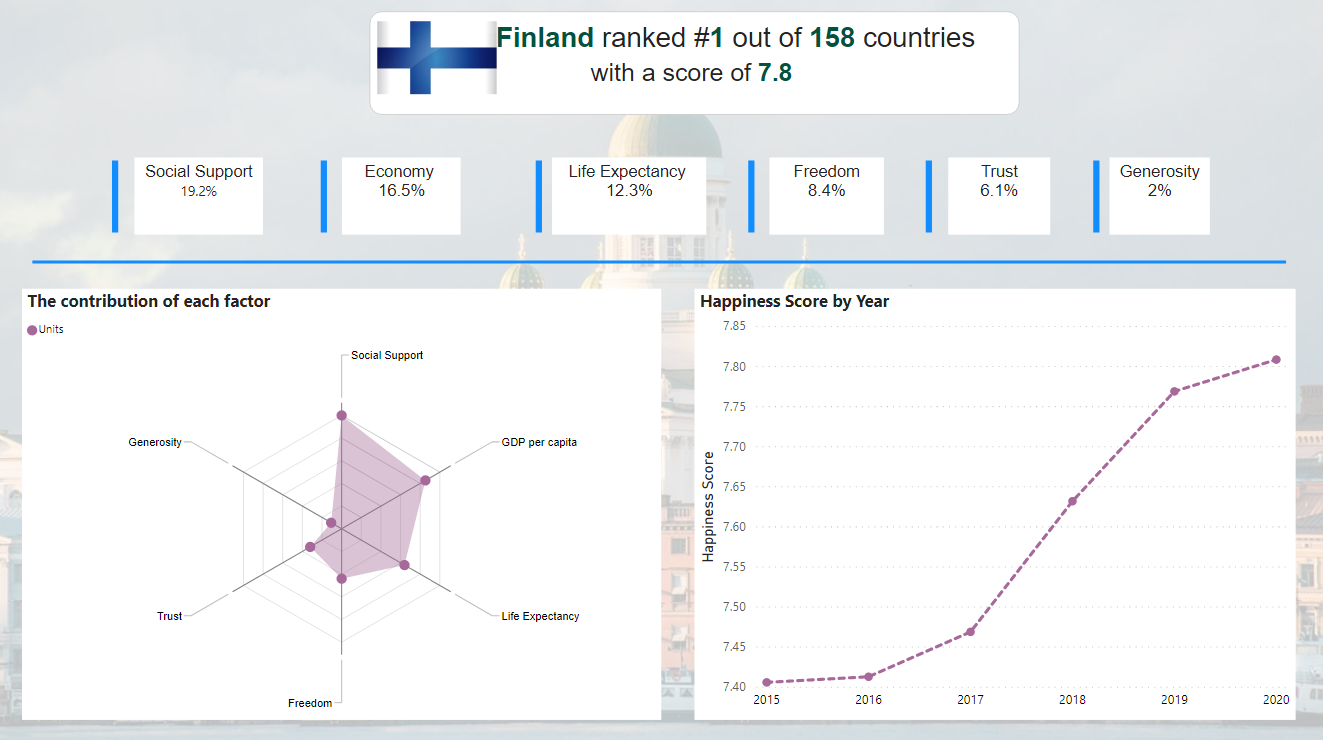 Finland ranked #1 out of 158 countries
with a score of 7.8
Social Support
19.2%
Economy
16.5%
Life Expectancy
12.3%
Freedom
8.4%
Trust
6.1%
Generosity
2%
The contribution of each factor
Units
Social Support
Generosity
GDP per capita
Trust
Life Expectancy
Freedom
Happiness Score by Year
Happiness Score
7.85
7.80
7.75
7.70
7.65
7.60
7.55
7.50
7.45
7.40
2015 2016 2017 2018 2019 2020